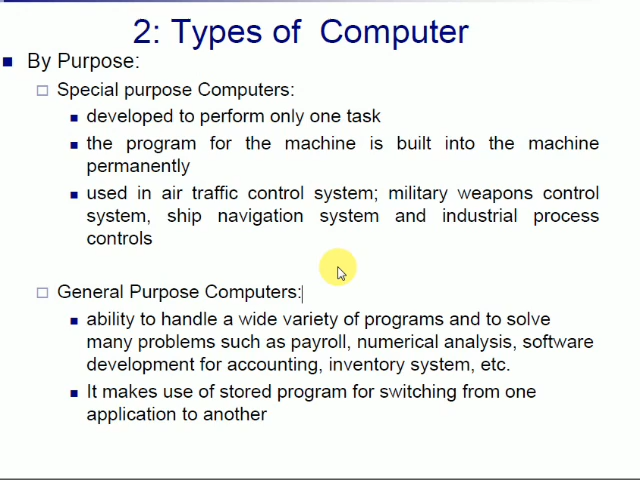 2: Types of Computer
By Purpose:
Special purpose Computers:
developed to perform only one task
the program for the machine is built into the machine
permanently
used in air traffic control system; military weapons control
system, ship navigation system and industrial process
controls
General Purpose Computers:
ability to handle a wide variety of programs and to solve
many problems such as payroll, numerical analysis, software
development for accounting, inventory system, etc.
It makes use of stored program for switching from one
application to another